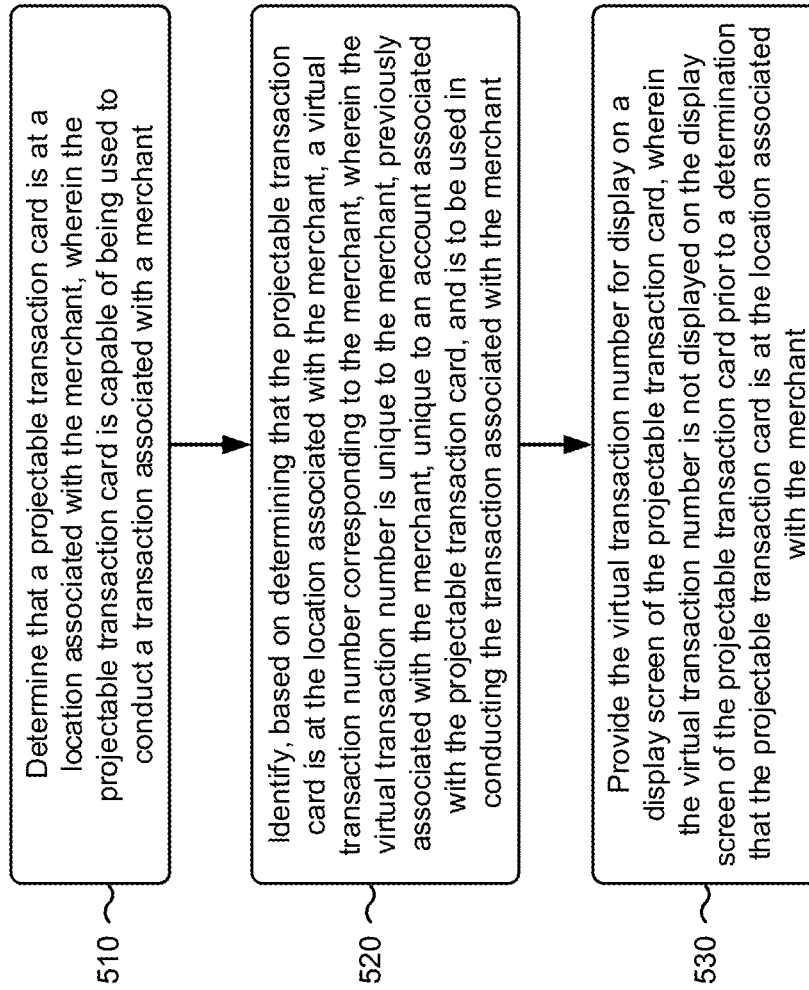 510
Determine that a projectable transaction card is at a
location associated with the merchant, wherein the
projectable transaction card is capable of being used to
conduct a transaction associated with a merchant
520
Identify, based on determining that the projectable transaction
card is at the location associated with the merchant, a virtual
transaction number corresponding to the merchant, wherein the
virtual transaction number is unique to the merchant, previously
associated with the merchant, unique to an account associated
with the projectable transaction card, and is to be used in
conducting the transaction associated with the merchant
530
Provide the virtual transaction number for display on a
display screen of the projectable transaction card, wherein
the virtual transaction number is not displayed on the display
screen of the projectable transaction card prior to a determination
that the projectable transaction card is at the location associated
with the merchant